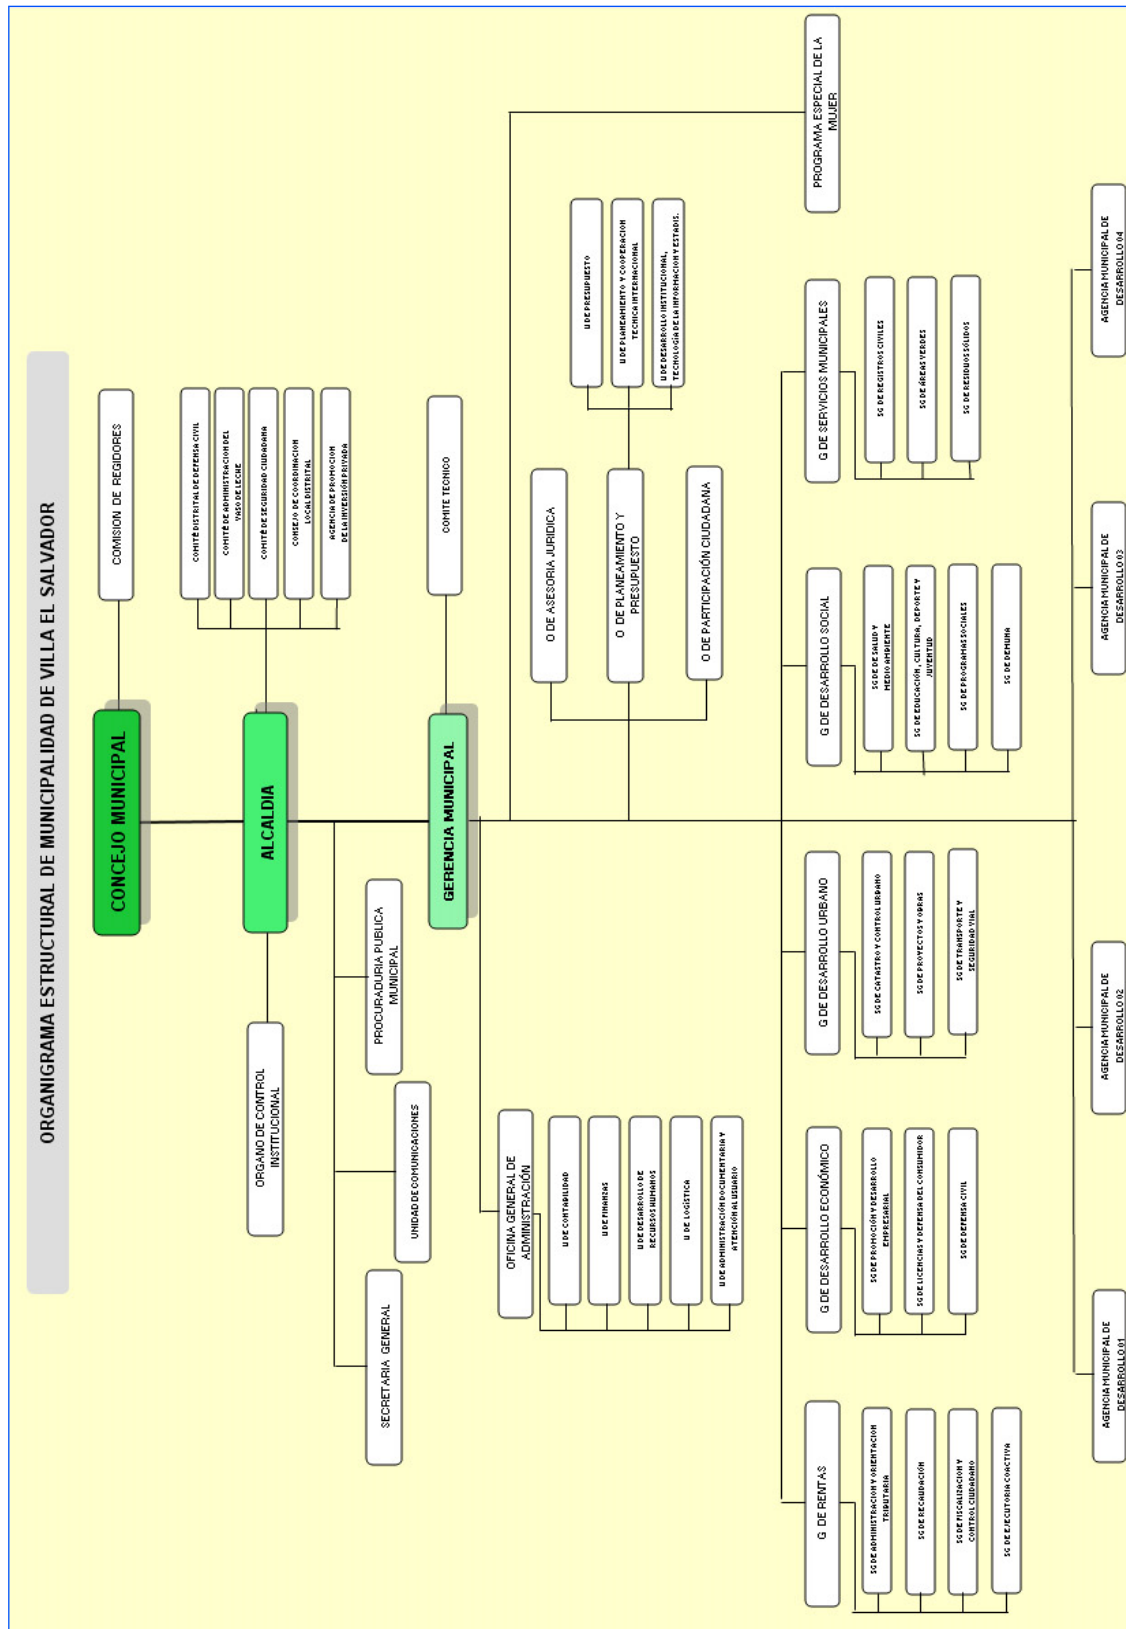 ORGANIGRAMA ESTRUCTURAL DE MUNICIPALIDAD DE VILLA EL SALVADOR
CONCEJO MUNICIPAL
COMISION DE REGIDORES
ALCALDIA
ORGANO DE CONTROL
INSTITUCIONAL
COMITÉ DISTRITAL DE DEFENSA CIVIL
COMITÉ DE ADMINISTRACION DEL
VASO DE LECHE
COMITÉ DE SEGURIDAD CIUDADANA
CONSEJO DE COORDINACION
LOCAL DISTRITAL
AGENCIA DE PROMOCION
DE LA INVERSIÓN PRIVADA
SECRETARIA GENERAL
UNIDAD DE COMUNICACIONES
PROCURADURIA PUBLICA
MUNICIPAL
GERENCIA MUNICIPAL
COMITE TECNICO
OFICINA GENERAL DE
ADMINISTRACIÓN
U DE CONTABILIDAD
U DE FINANZAS
U DE DESARROLLO DE
RECURSOS HUMANOS
U DE LOGÍSTICA
U DE ADMINISTRACIÓN DOCUMENTARIA Y
ATENCIÓN AL USUARIO
O DE ASESORIA JURIDICA
O DE PLANEAMIENTO Y
PRESUPUESTO
O DE PARTICIPACIÓN CIUDADANA
U DE PRESUPUESTO
U DE PLANEAMIENTO Y COOPERACION
TECNICA INTERNACIONAL
U DE DESARROLLO INSTITUCIONAL,
TECNOLOGÍA DE LA INFORMACION Y ESTADIS.
PROGRAMA ESPECIAL DE LA
MUJER
G DE RENTAS
SG DE ADMINISTRACION Y ORIENTACION
TRIBUTARIA
SG DE RECAUDACIÓN
SG DE FISCALIZACION Y
CONTROL CIUDADANO
SG DE EJECUTORIA COACTIVA
G DE DESARROLLO ECONÓMICO
SG DE PROMOCIÓN Y DESARROLLO
EMPRESARIAL
SG DE LICENCIAS Y DEFENSA DEL CONSUMIDOR
SG DE DEFENSA CIVIL
G DE DESARROLLO URBANO
SG DE CATASTRO Y CONTROL URBANO
SG DE PROYECTOS Y OBRAS
SG DE TRANSPORTE Y
SEGURIDAD VIAL
G DE DESARROLLO SOCIAL
SG DE DE SALUD Y
MEDIO AMBIENTE
SG DE EDUCACIÓN, CULTURA, DEPORTE Y
JUVENTUD
SG DE PROGRAMAS SOCIALES
SG DE DEMUNA
G DE SERVICIOS MUNICIPALES
SG DE REGISTROS CIVILES
SG DE ÁREAS VERDES
SG DE RESIDUOS SÓLIDOS
AGENCIA MUNICIPAL DE
DESARROLLO 01
AGENCIA MUNICIPAL DE
DESARROLLO 02
AGENCIA MUNICIPAL DE
DESARROLLO 03
AGENCIA MUNICIPAL DE
DESARROLLO 04